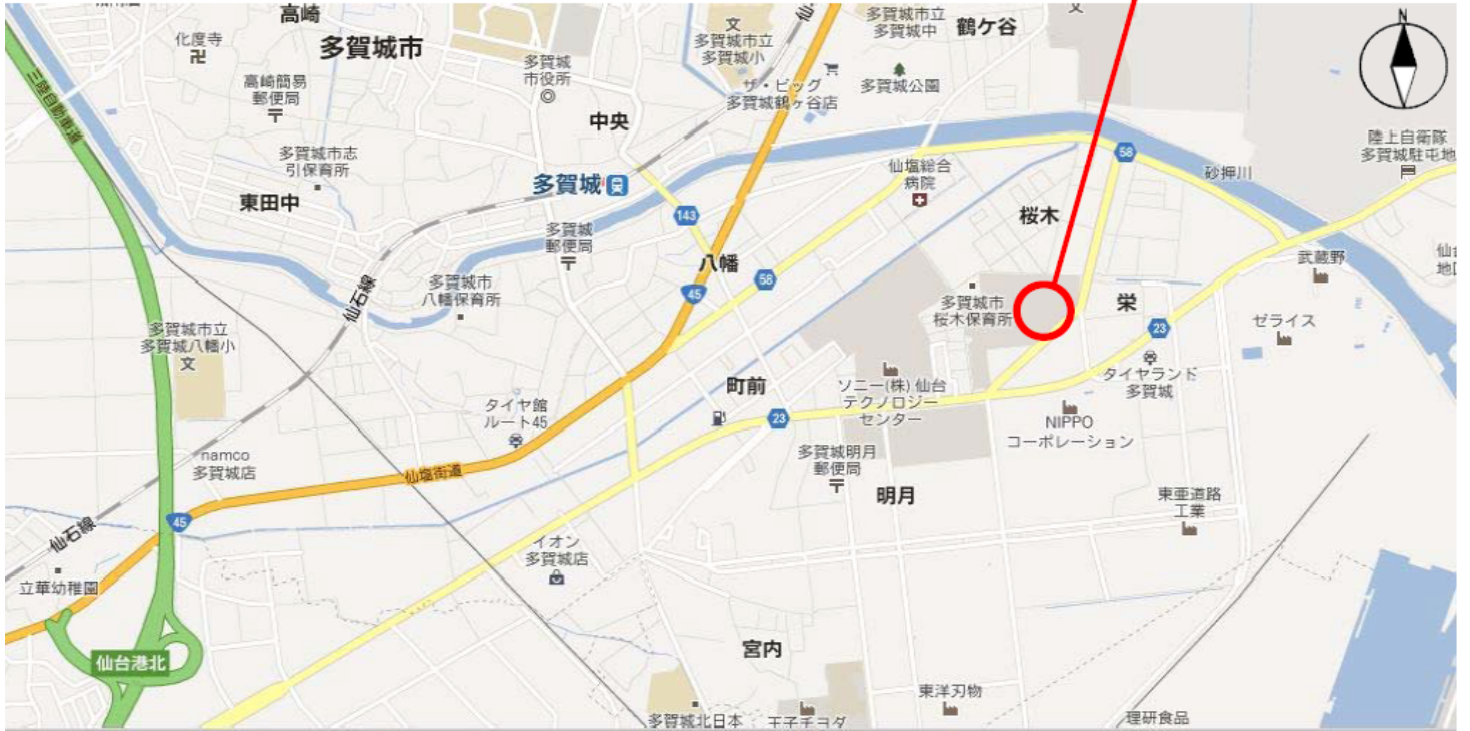 高崎
化度寺
多賀城市
高崎簡易
郵便局
三陸自動車道
多賀城市志
引保育所
東田中
多賀城
市役所
中央
多賀城
文
多賀城市立
多賀城小
ザ・ビッグ
多賀城鶴ヶ谷店
多賀城市立
多賀城中
鶴ケ谷
文
多賀城公園
N
陸上自衛隊
多賀城駐屯地
58
砂押川
仙塩総合
病院
桜木
143
多賀城
郵便局
八幡
58
45
多賀城市
八幡保育所
仙石線
多賀城市立
多賀城八幡小
文
多賀城市
桜木保育所
栄
武蔵野
23
ゼライス
タイヤランド
多賀城
町前
ソニー(株)仙台
テクノロジー
センター
タイヤ館
ルート45
23
NIPPO
コーポレーション
namco
多賀城店
仙塩街道
多賀城明月
郵便局
明月
東亜道路
工業
45
仙石線
イオン
多賀城店
立華幼稚園
仙台港北
宮内
東洋刃物
多賀城北日本
王子チヨダ
理研食品